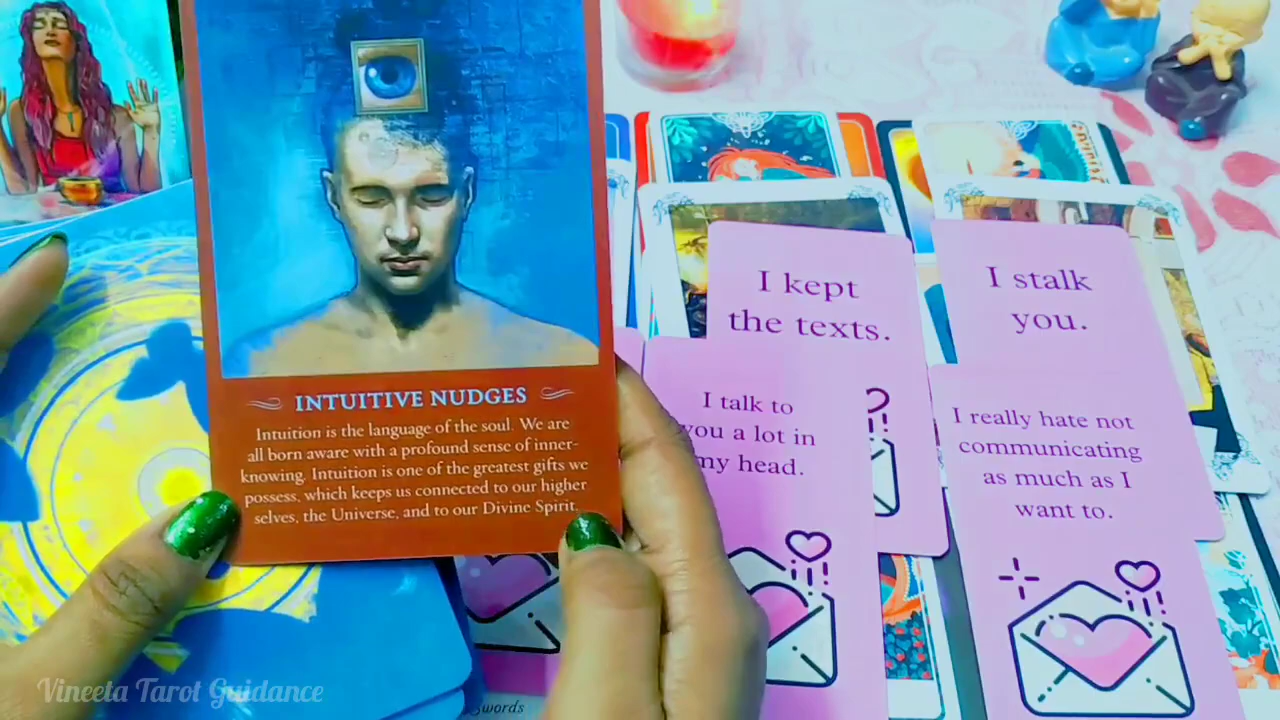 INTUITIVE NUDGES
Intuition is the language of the soul. We are
all born aware with a profound sense of inner-
knowing. Intuition is one of the greatest gifts we
possess, which keeps us connected to our higher
selves, the Universe, and to our Divine Spirit.
I kept
the texts.
I stalk
you.
I talk to
you a lot in
my head.
I really hate not
communicating
as much as I
want to.
Vineeta Tarot Guidance
Swords